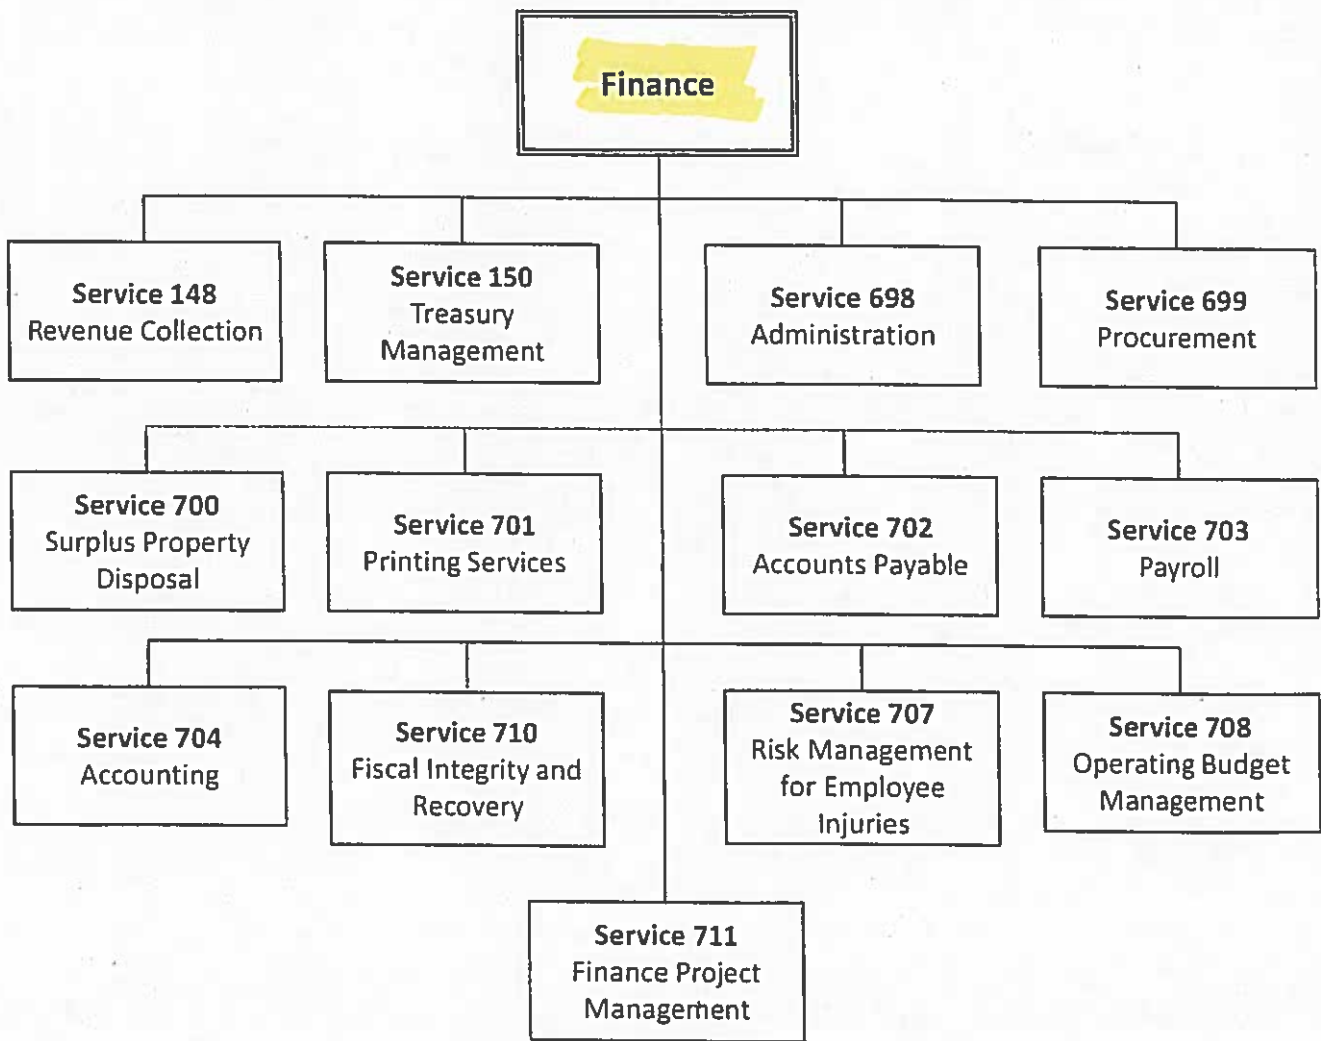 Finance
Service 148
Revenue Collection
Service 150
Treasury
Management
Service 698
Administration
Service 699
Procurement
Service 700
Surplus Property
Disposal
Service 701
Printing Services
Service 702
Accounts Payable
Service 703
Payroll
Service 704
Accounting
Service 710
Fiscal Integrity and
Recovery
Service 707
Risk Management
for Employee
Injuries
Service 708
Operating Budget
Management
Service 711
Finance Project
Management